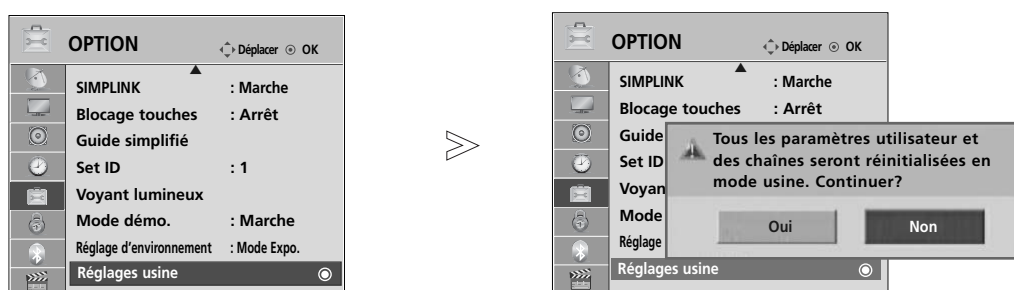 OPTION
Déplacer
OK
SIMPLINK : Marche
Blocage touches : Arrêt
Guide simplifié
Set ID : 1
Voyant lumineux
Mode démo. : Marche
Réglage d’environnement : Mode Expo.
Réglages usine
OPTION
Déplacer
OK
SIMPLINK : Marche
Blocage touches : Arrêt
Guide
Set ID
Voyan
Mode
Réglage
Réglages usine
Tous les paramètres utilisateur et
des chaînes seront réinitialisées en
mode usine. Continuer?
Oui
Non